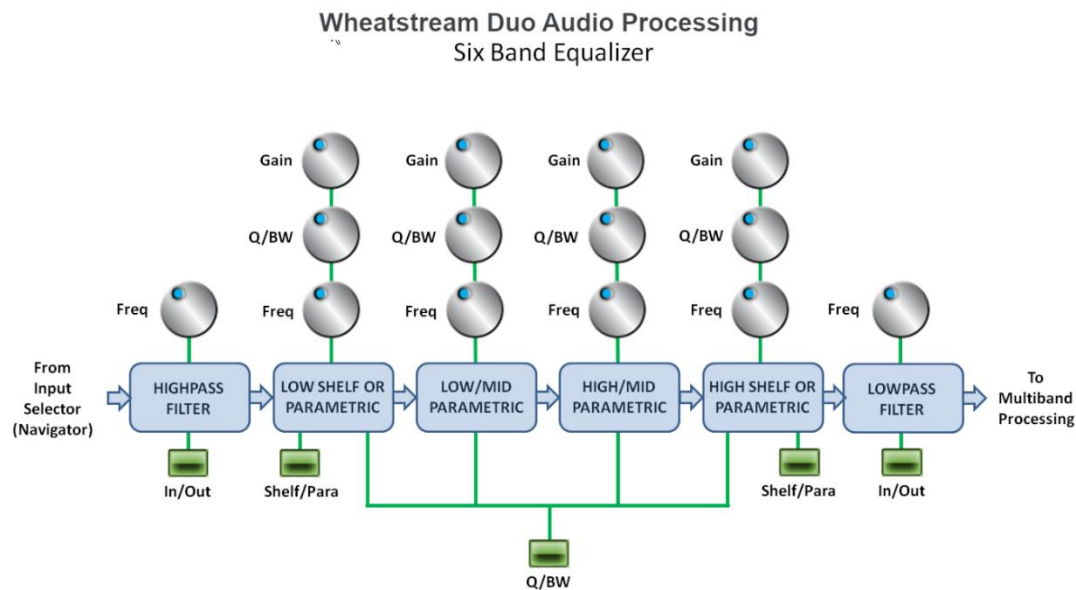 Wheatstream Duo Audio Processing
Six Band Equalizer
Gain
Gain
Gain
Gain
Q/BW
Q/BW
Q/BW
Q/BW
Freq
Freq
Freq
Freq
Freq
Freq
From
Input
Selector
(Navigator)
HIGHPASS
FILTER
LOW SHELF OR
PARAMETRIC
LOW/MID
PARAMETRIC
HIGH/MID
PARAMETRIC
HIGH SHELF OR
PARAMETRIC
LOWPASS
FILTER
To
Multiband
Processing
In/Out
Shelf/Para
Shelf/Para
In/Out
Q/BW